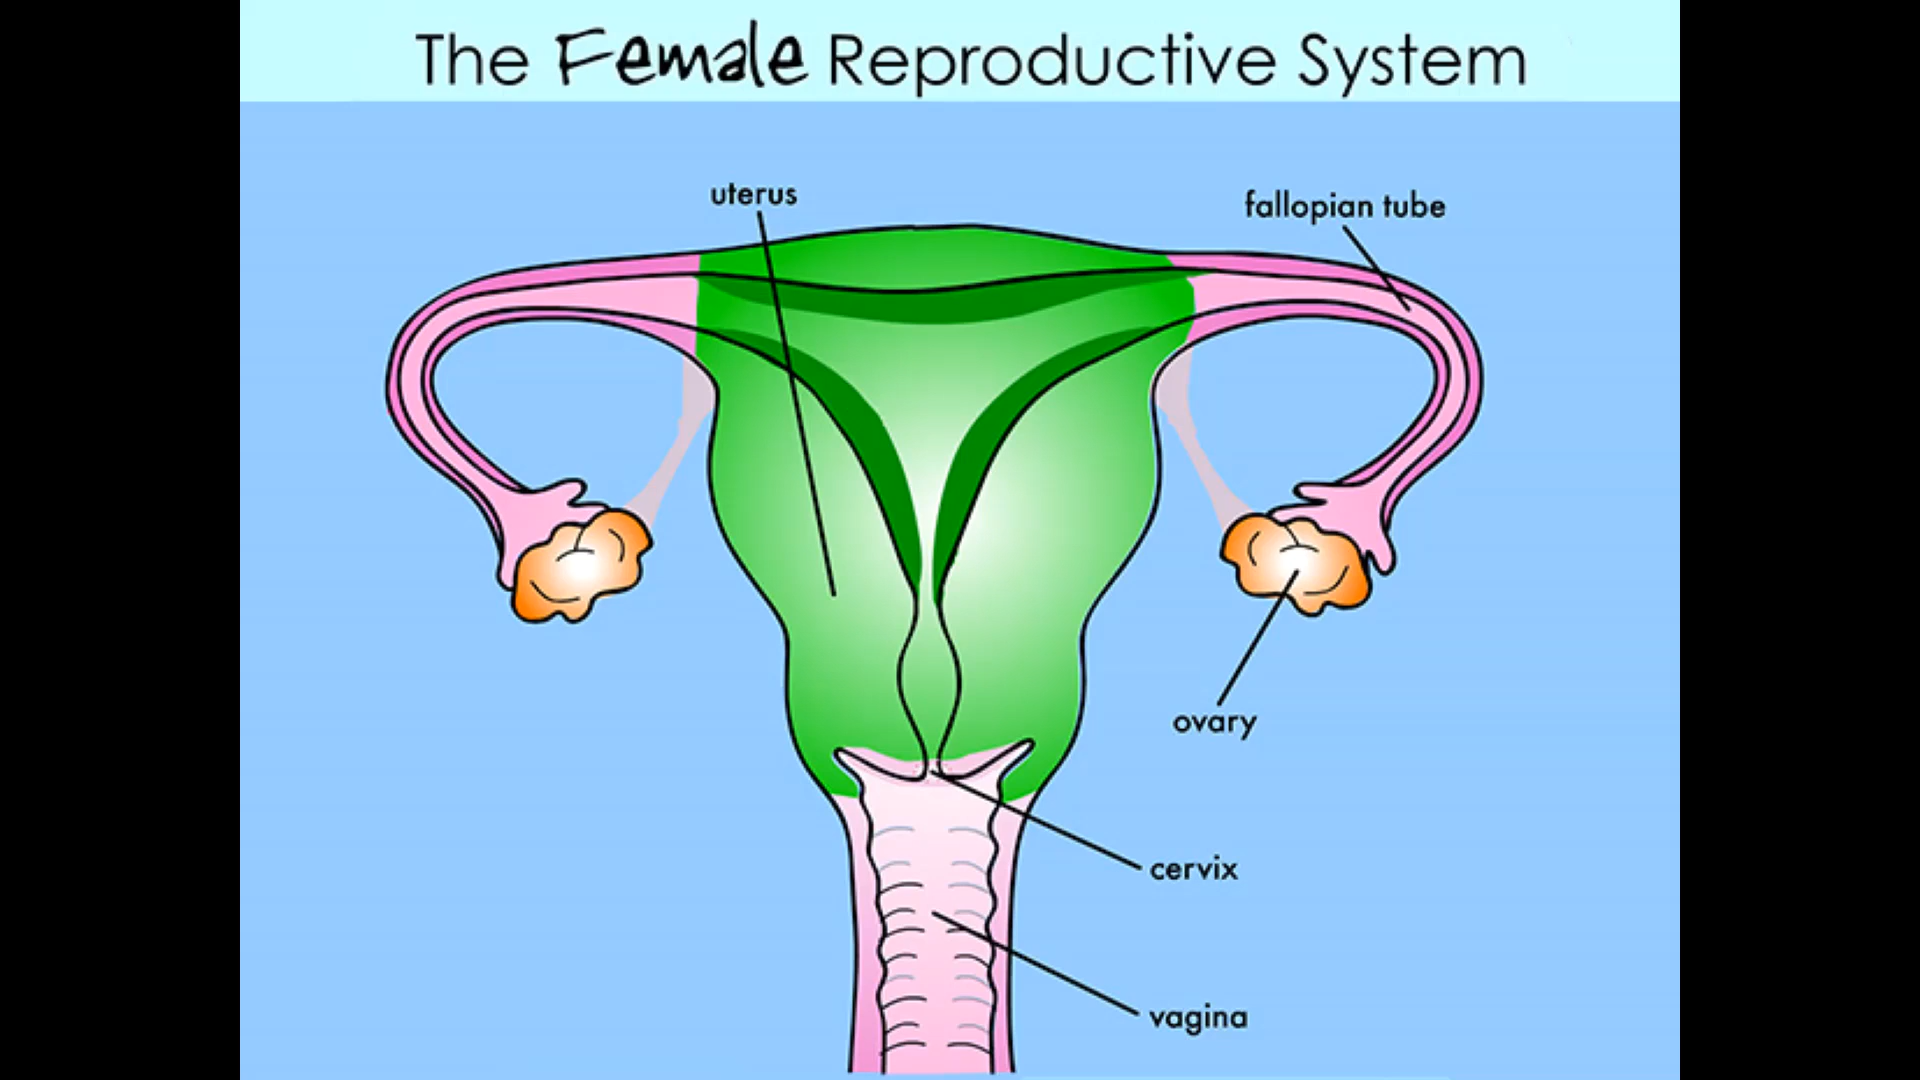 The Female Reproductive System
uterus
fallopian tube
ovary
cervix
vagina